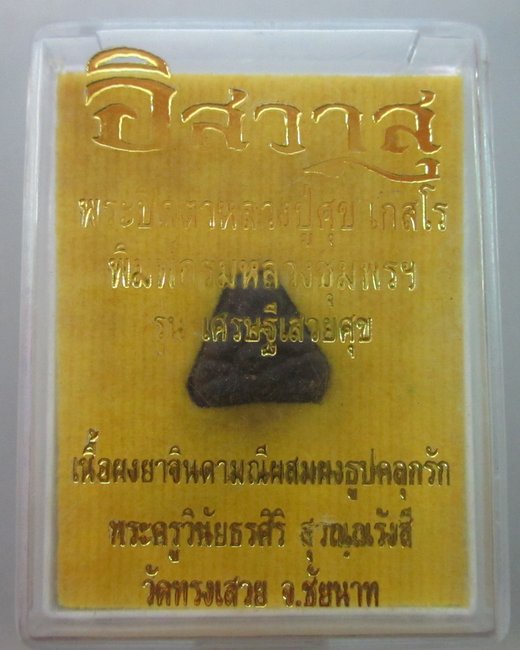 อิสวาสุ
พระปิดตาหลวงปู่ศุข เกสโร
พิมพ์กรมหลวงชุมพรฯ
รุ่น เศรษฐีเสวยศุข
เนื้อผงยาจินดามณีผสมผงธูปคลุกรัก
พระครูวินัยธรศิริ สุภณฺณรังสี
วัดทรงเสวย จ.ชัยนาท